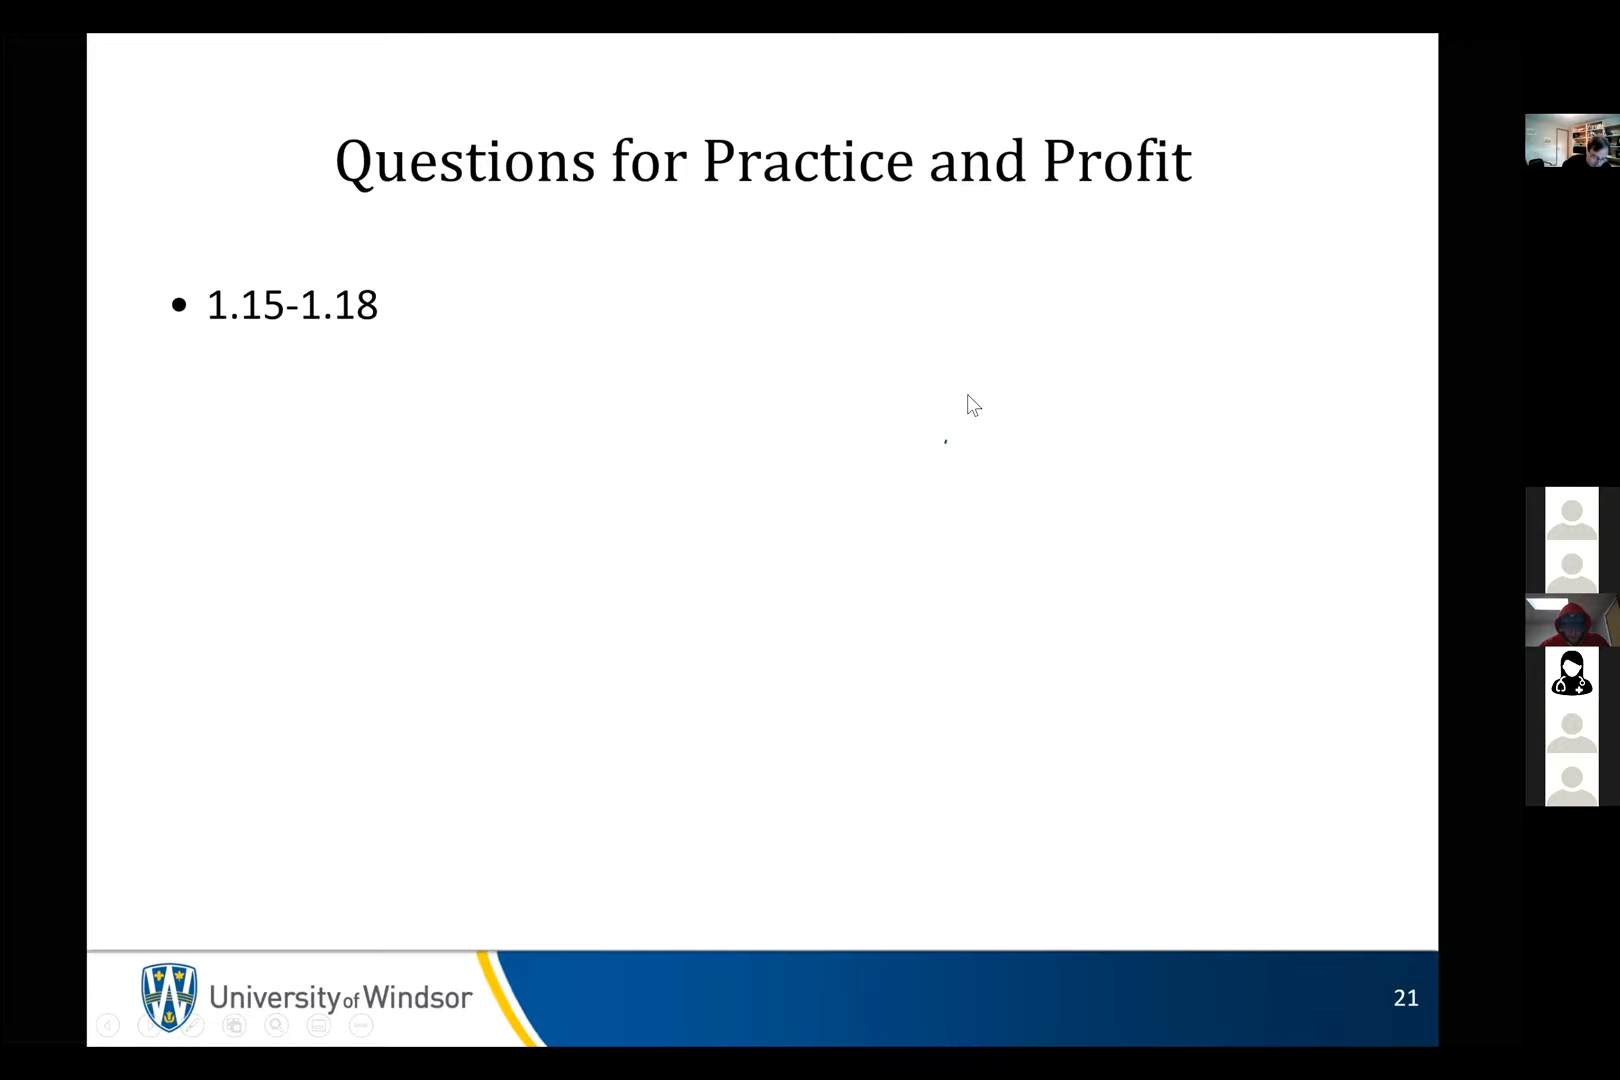 Questions for Practice and Profit
• 1.15-1.18
University of Windsor
21